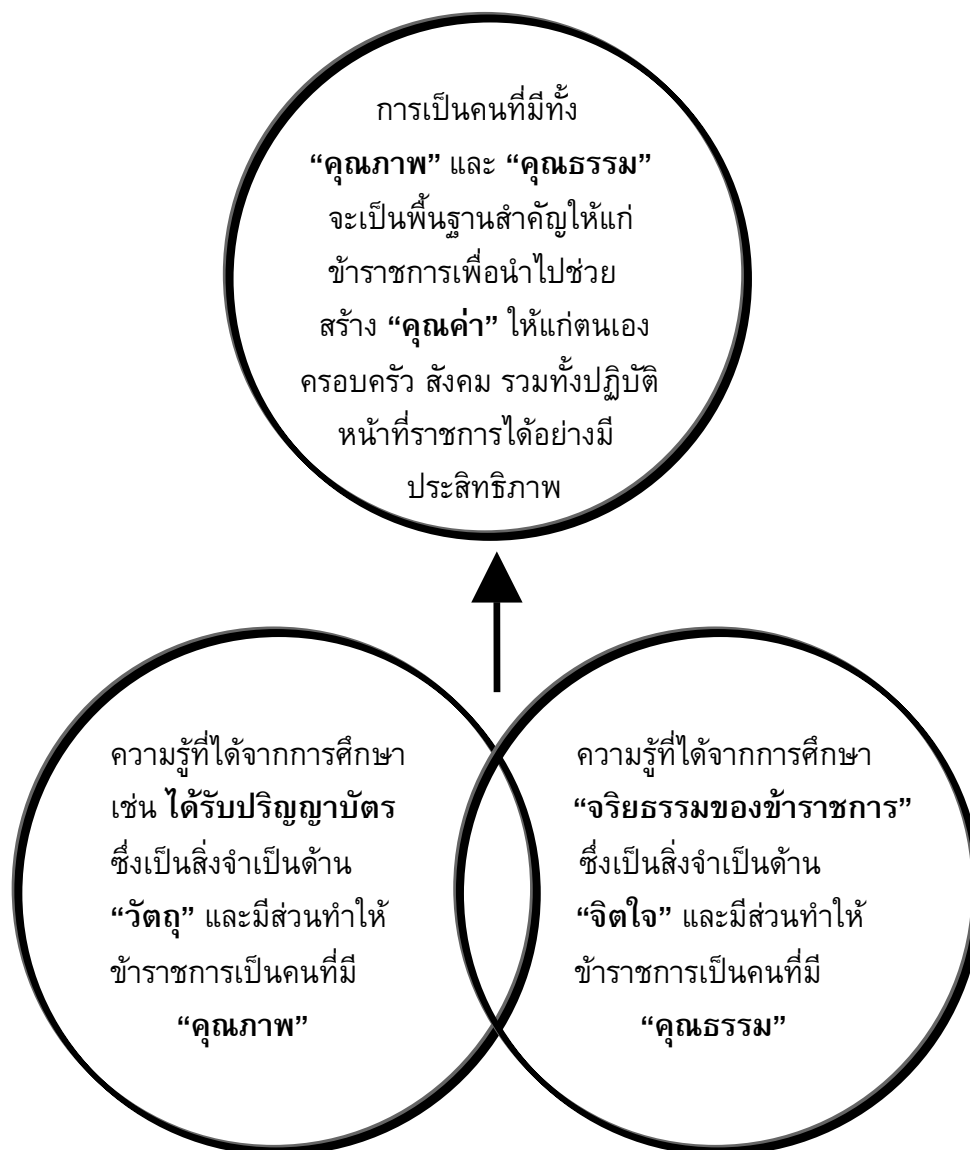 การเป็นคนที่มีทั้ง
“คุณภาพ” และ “คุณธรรม”
จะเป็นพื้นฐานสำคัญให้แก่
ข้าราชการเพื่อนำไปช่วย
สร้าง “คุณค่า” ให้แก่ตนเอง
ครอบครัว สังคม รวมทั้งปฏิบัติ
หน้าที่ราชการได้อย่างมี
ประสิทธิภาพ
ความรู้ที่ได้จากการศึกษา
เช่น ได้รับปริญญาบัตร
ซึ่งเป็นสิ่งจำเป็นด้าน
“วัตถุ” และมีส่วนทำให้
ข้าราชการเป็นคนที่มี
“คุณภาพ”
ความรู้ที่ได้จากการศึกษา
“จริยธรรมของข้าราชการ”
ซึ่งเป็นสิ่งจำเป็นด้าน
“จิตใจ” และมีส่วนทำให้
ข้าราชการเป็นคนที่มี
“คุณธรรม”